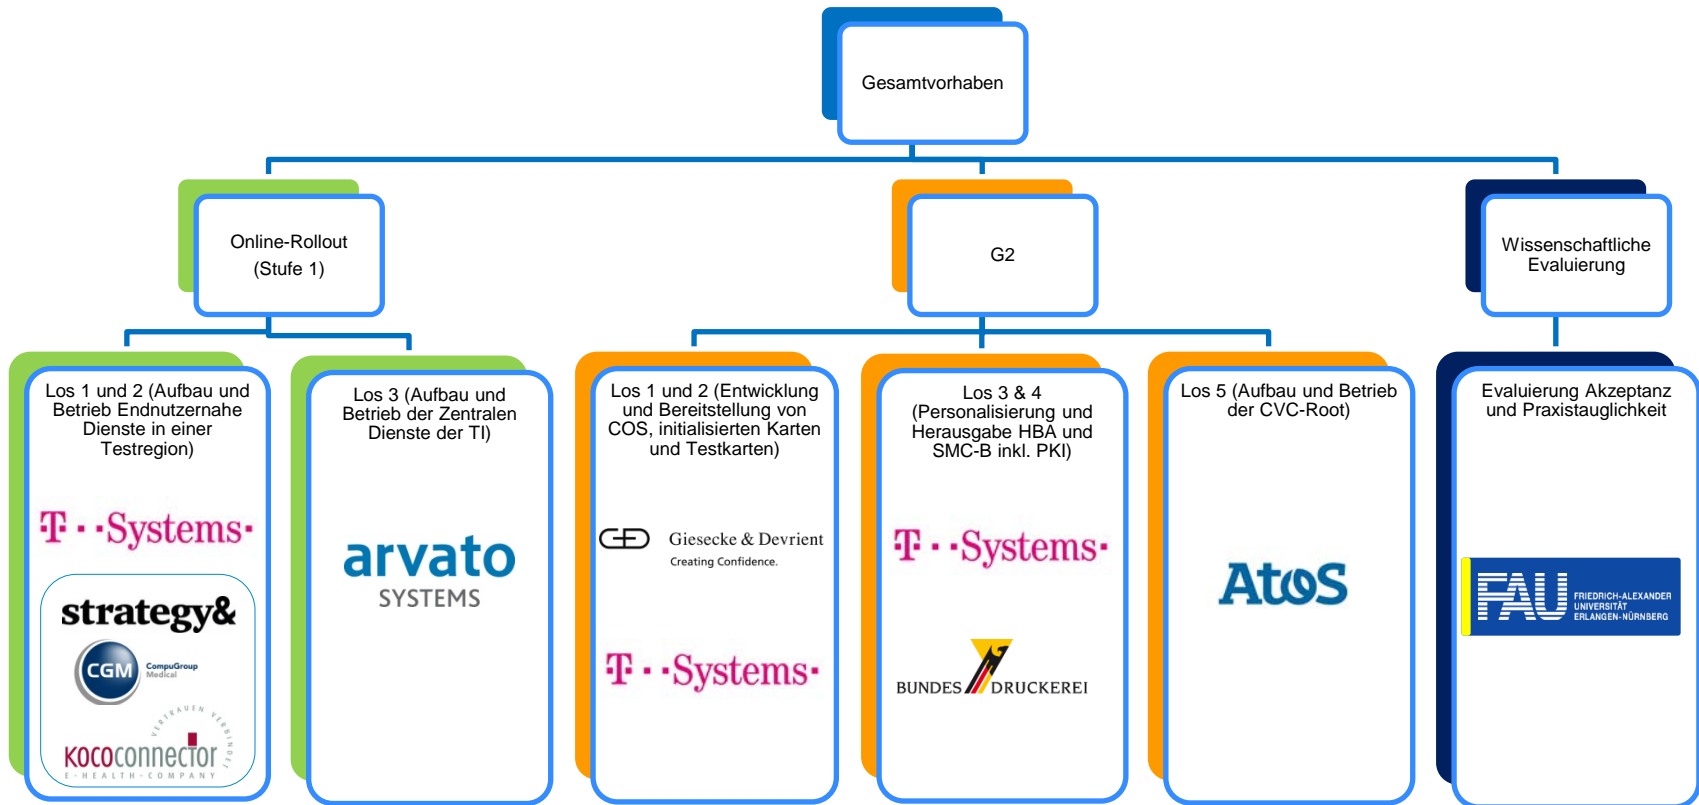 Gesamtvorhaben
Online-Rollout
(Stufe 1)
G2
Wissenschaftliche
Evaluierung
Los 1 und 2 (Aufbau und
Betrieb Endnutzernahe
Dienste in einer
Testregion)
T··Systems·
strategy&
CGM
CompuGroup
Medical
VERTRAUEN VERBINDET
KOCOCONNECTOR
E-HEALTH-COMPANY
Los 3 (Aufbau und
Betrieb der Zentralen
Dienste der TI)
arvato
SYSTEMS
Los 1 und 2 (Entwicklung
und Bereitstellung von
COS, initialisierten Karten
und Testkarten)
Giesecke & Devrient
Creating Confidence.
T··Systems·
Los 3 & 4
(Personalisierung und
Herausgabe HBA und
SMC-B inkl. PKI)
T··Systems·
BUNDESDRUCKEREI
Los 5 (Aufbau und Betrieb
der CVC-Root)
Atos
Evaluierung Akzeptanz
und Praxistauglichkeit
FAU
FRIEDRICH-ALEXANDER
UNIVERSITÄT
ERLANGEN-NÜRNBERG